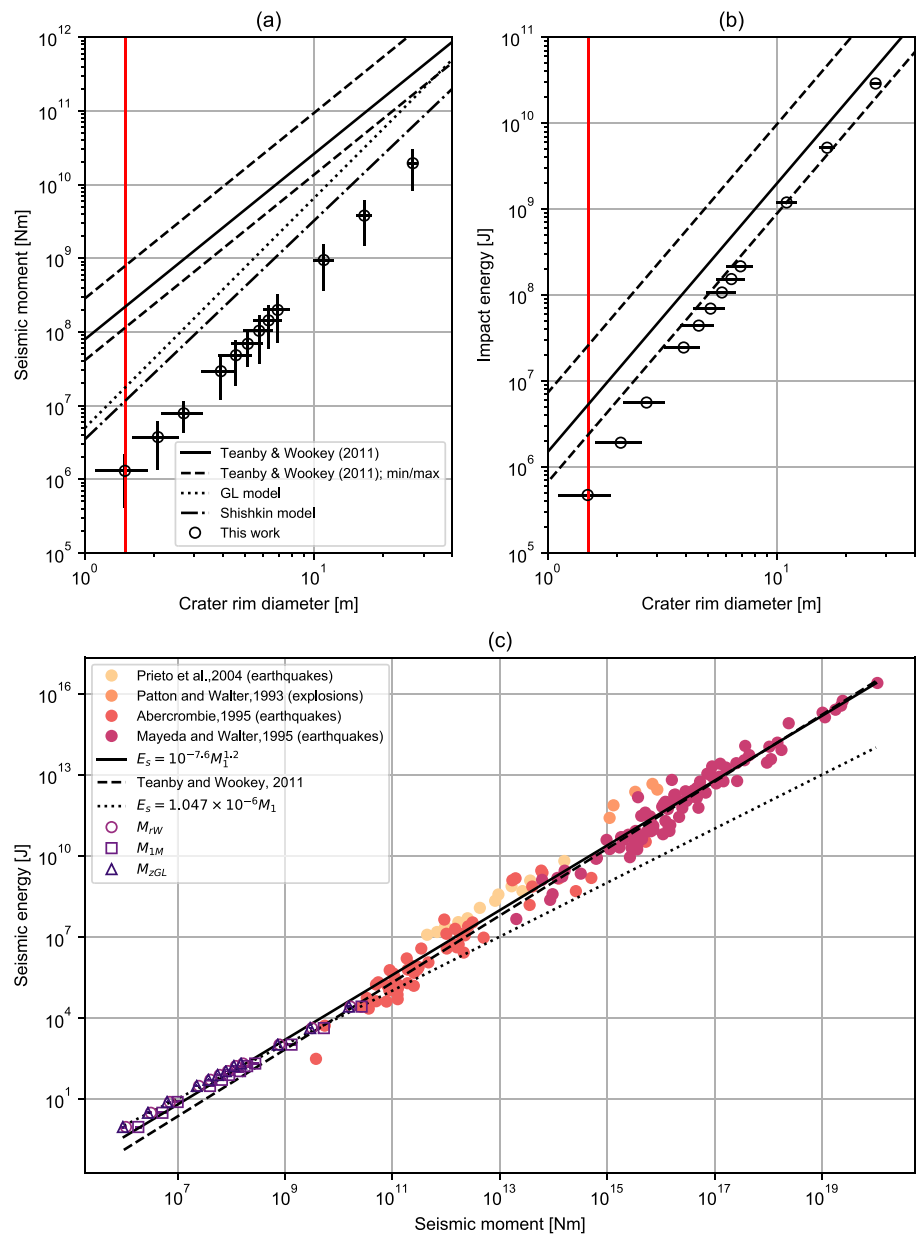 (a)
10^12
10^11
10^10
10^9
10^8
10^7
10^6
10^5
Seismic moment [Nm]
10^0
10^1
Crater rim diameter [m]
Teanby & Wookey (2011)
Teanby & Wookey (2011); min/max
GL model
Shishkin model
This work
(b)
10^11
10^10
10^9
10^8
10^7
10^6
10^5
Impact energy [J]
10^0
10^1
Crater rim diameter [m]
(c)
10^16
10^13
10^10
10^7
10^4
10^1
Seismic energy [J]
Prieto et al.,2004 (earthquakes)
Patton and Walter,1993 (explosions)
Abercrombie,1995 (earthquakes)
Mayeda and Walter,1995 (earthquakes)
E_s = 10^{-7.6} M_1^{1.2}
Teanby and Wookey, 2011
E_s = 1.047 × 10^{-6} M_1
M_{rW}
M_{1M}
M_{zGL}
10^7
10^9
10^11
10^13
10^15
10^17
10^19
Seismic moment [Nm]